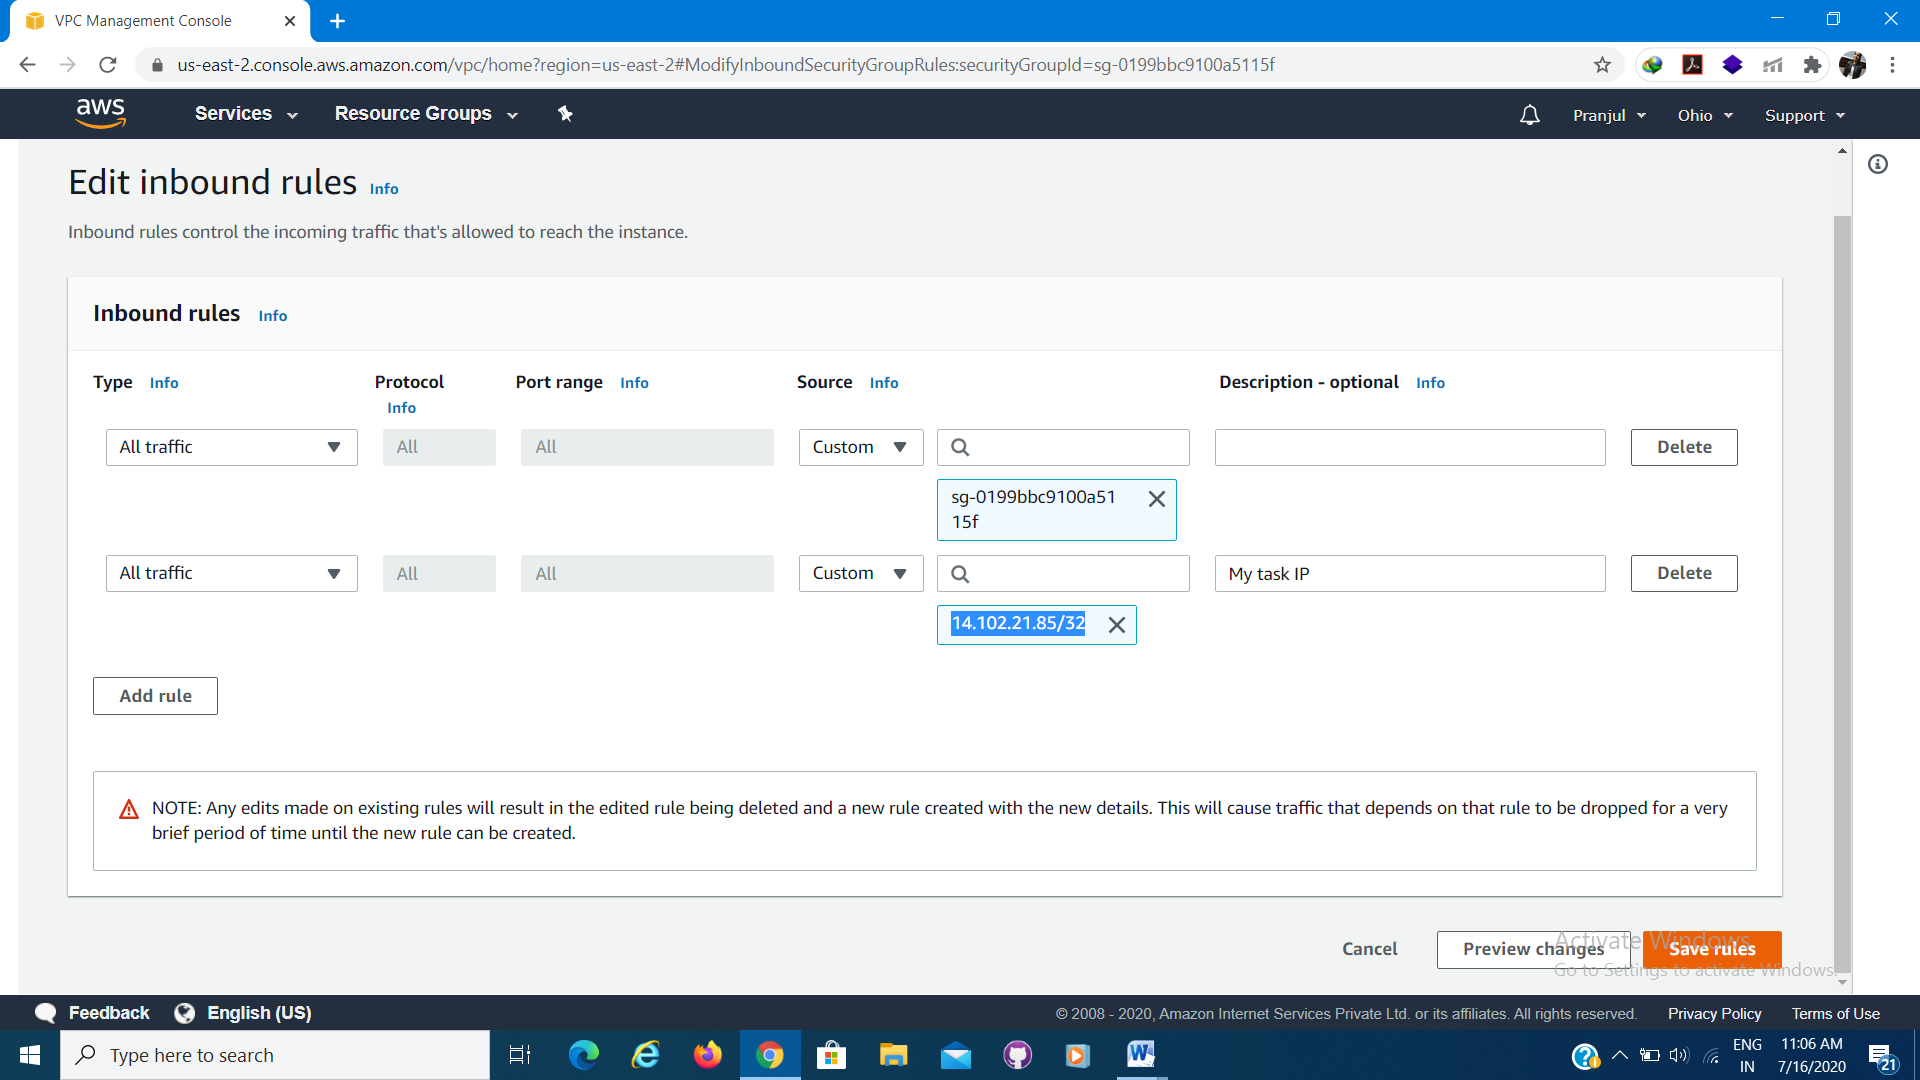 VPC Management Console
us-east-2.console.aws.amazon.com/vpc/home?region=us-east-2#ModifyInboundSecurityGroupRules:securityGroupId=sg-0199bbc9100a5115f
aws Services Resource Groups Pranjul Ohio Support
Edit inbound rules Info
Inbound rules control the incoming traffic that's allowed to reach the instance.
Inbound rules Info
Type Info Protocol Info Port range Info Source Info Description - optional Info
All traffic All All Custom Delete
sg-0199bbc9100a51
15f
All traffic All All Custom My task IP Delete
14.102.21.85/32
Add rule
NOTE: Any edits made on existing rules will result in the edited rule being deleted and a new rule created with the new details. This will cause traffic that depends on that rule to be dropped for a very
brief period of time until the new rule can be created.
Cancel Preview changes Save rules
Activate Windows
Go to Settings to activate Windows.
Feedback English (US) © 2008 - 2020, Amazon Internet Services Private Ltd. or its affiliates. All rights reserved. Privacy Policy Terms of Use
Type here to search
ENG
IN
11:06 AM
7/16/2020
21